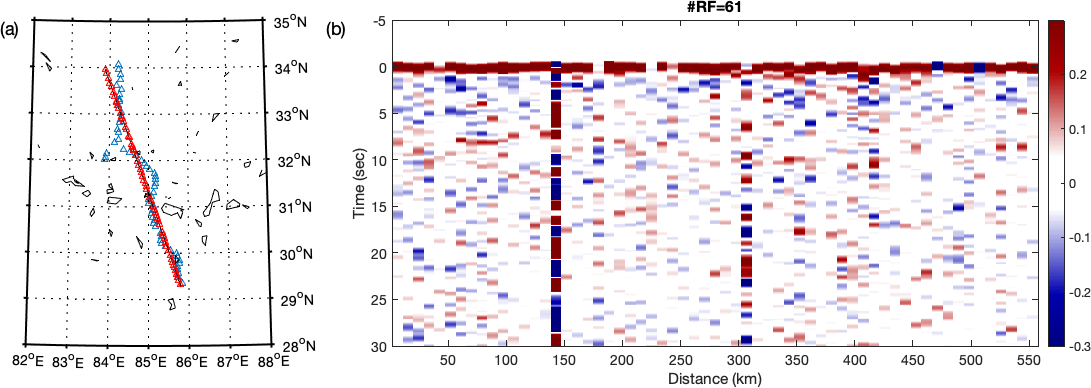 (a)
35°N
34°N
33°N
32°N
31°N
30°N
29°N
28°N
82°E 83°E 84°E 85°E 86°E 87°E 88°E
(b)
#RF=61
Time (sec)
-5
0
5
10
15
20
25
30
50 100 150 200 250 300 350 400 450 500 550
Distance (km)
0.2
0.1
0
-0.1
-0.2
-0.3